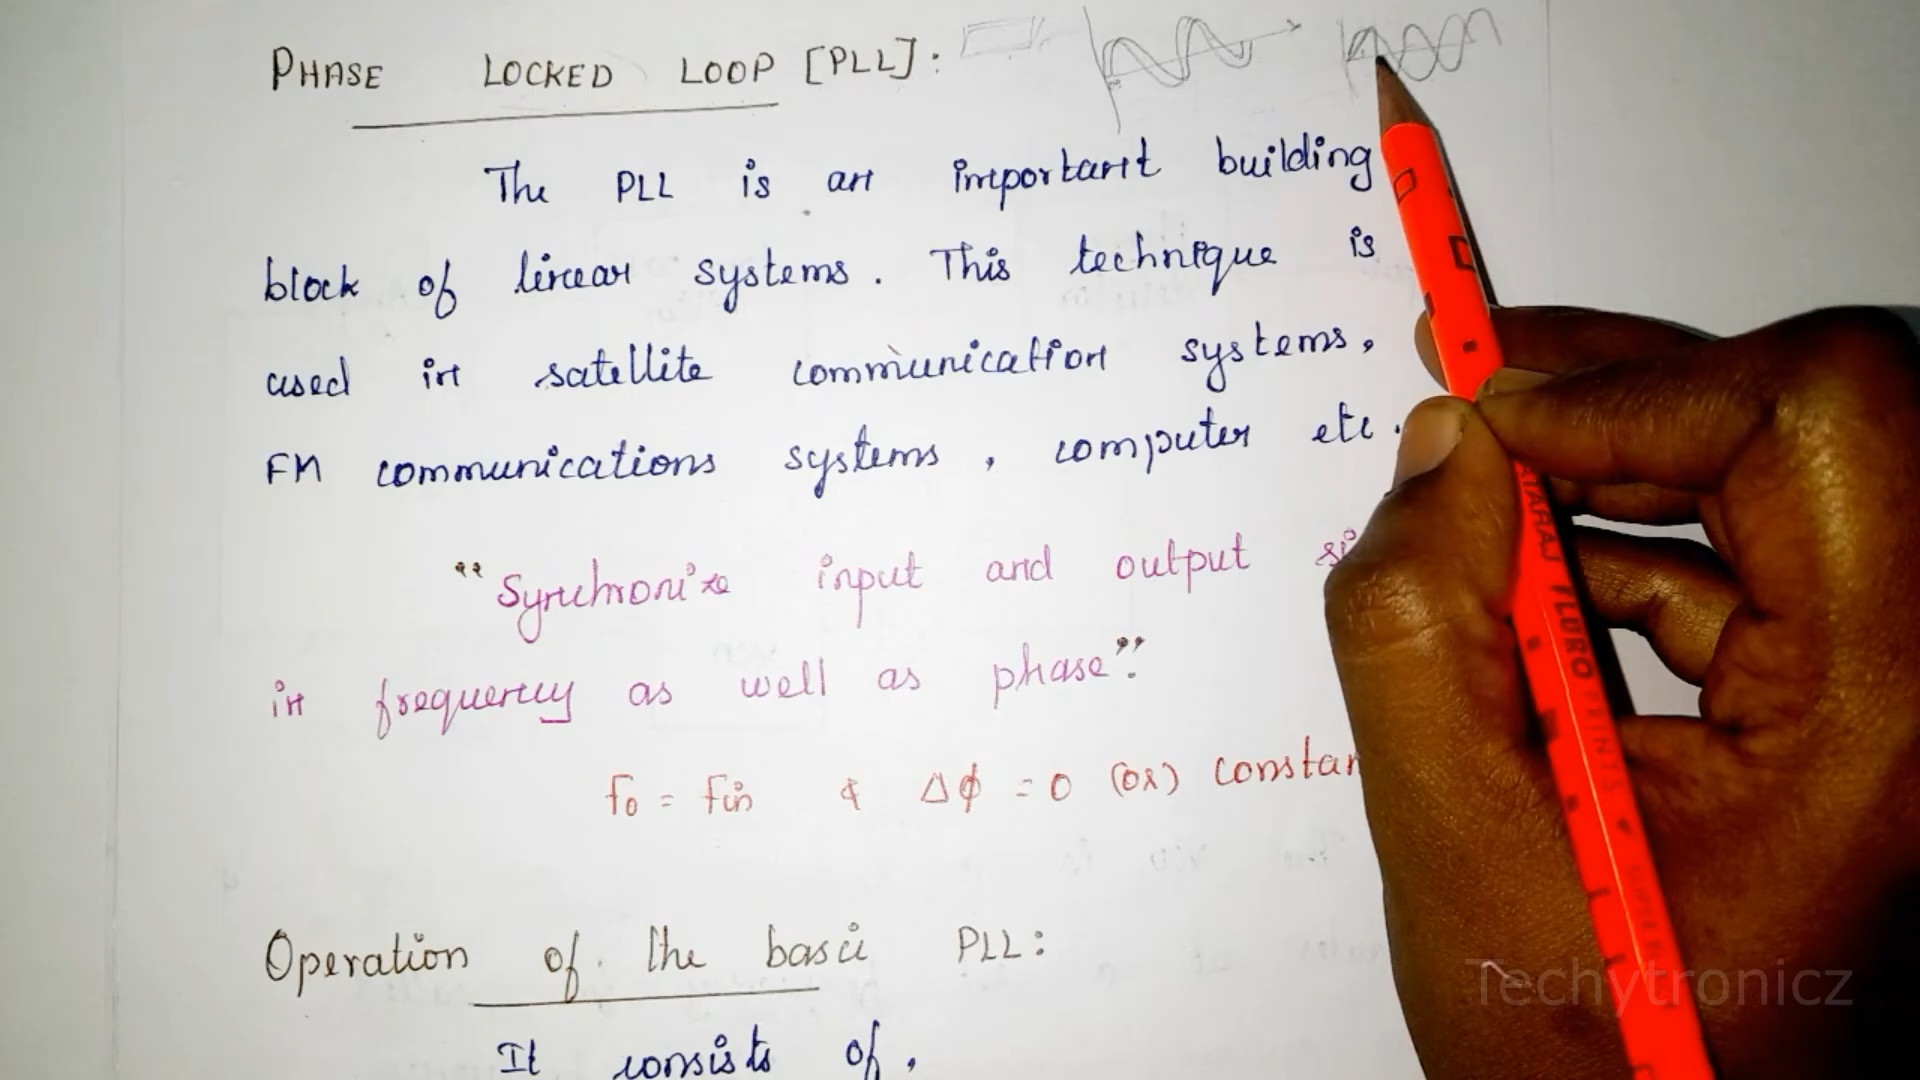 PHASE LOCKED LOOP [PLL]:
The PLL is an important building
block of linear systems. This technique is
used in satellite communication systems,
FM communications systems, computer etc.
"Synchronize input and output
in frequency as well as phase".
fo = fin & Δϕ = 0 (or)
Operation of the basic PLL:
It consists of,
FLURO PRINTS
Techytronicz